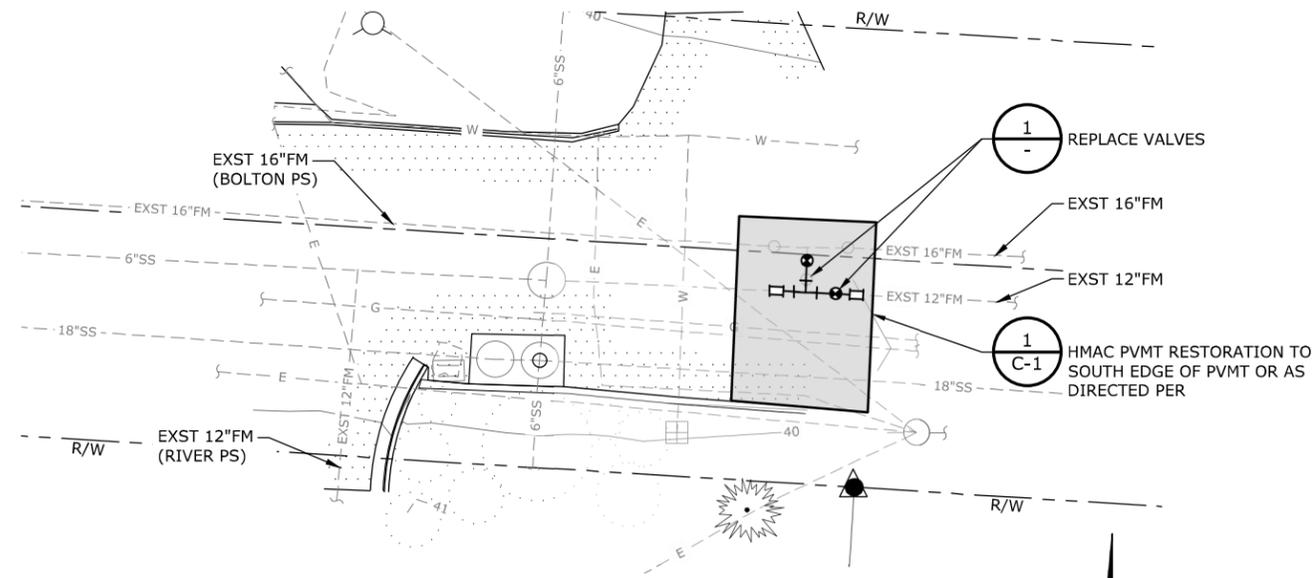 R/W
40
6"SS
1
-
REPLACE VALVES
W
W
EXST 16"FM
(BOLTON PS)
EXST 16"FM
EXST 16"FM
E
E
6"SS
E
W
EXST 16"FM
EXST 12"FM
EXST 12"FM
G
G
18"SS
1
C-1
HMAC PVMT RESTORATION TO
SOUTH EDGE OF PVMT OR AS
DIRECTED PER
E
18"SS
EXST 12"FM
6"SS
40
EXST 12"FM
(RIVER PS)
R/W
41
R/W
E